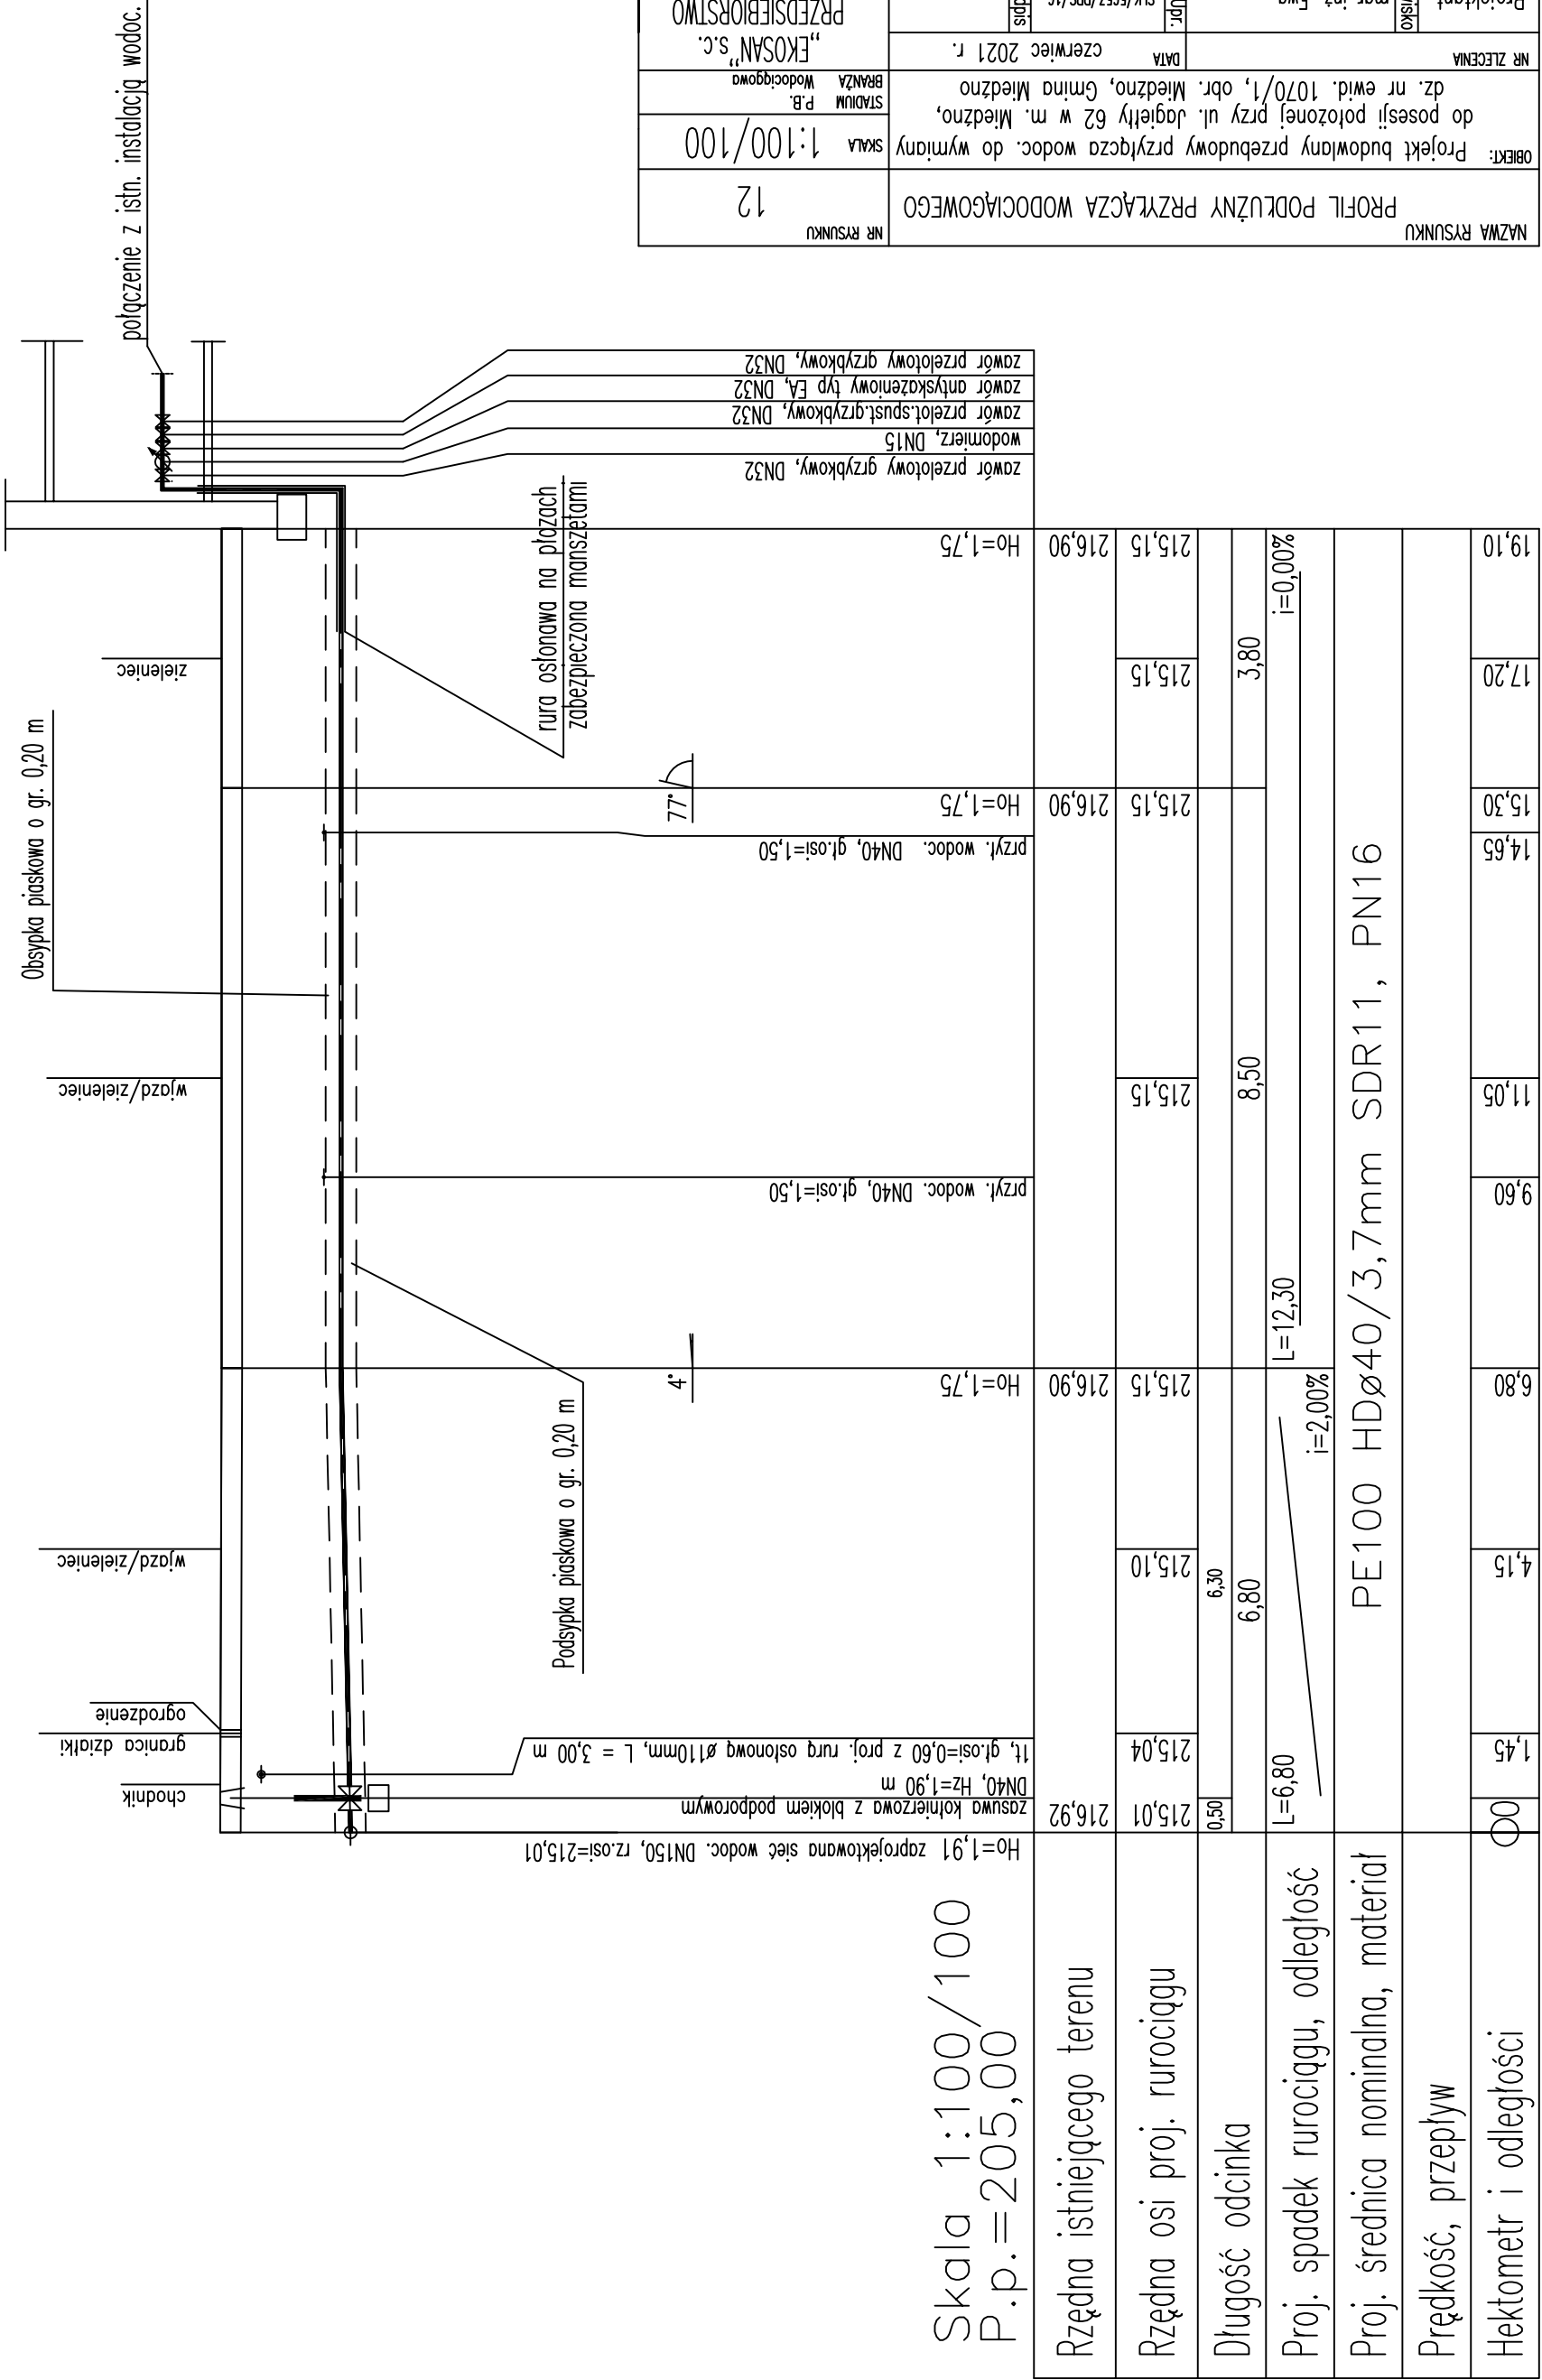 połączenie z istn. instalacją wodoc.
Obsypka piaskowa o gr. 0,20 m
chodnik
granica działki
ogrodzenie
wjazd/zieleniec
wjazd/zieleniec
zieleniec
rura osłonawa na płozach
zabezpieczona manszetami
Podsypka piaskowa o gr. 0,20 m
4°
77°
zawór przelotowy grzybkowy, DN32
wodomierz, DN15
zawór przelot.spust.grzybkowy, DN32
zawór antyskażeniowy typ EA, DN32
zawór przelotowy grzybkowy, DN32
Ho=1,91 zaprojektowana sieć wodoc. DN150, rz.osi=215,01
zasuwa kołnierzowa z blokiem podporowym
DN40, Hz=1,90 m
1t, gł.osi=0,60 z proj. rurą osłonową ø110mm, L = 3,00 m
Ho=1,75
przył. wodoc. DN40, gł.osi=1,50
przył. wodoc. DN40, gł.osi=1,50
Ho=1,75
Ho=1,75
Skala 1:100/100
P.p.=205,00
Rzędna istniejącego terenu
216,92
216,90
216,90
216,90
Rzędna osi proj. rurociągu
215,01
215,04
215,10
215,15
215,15
215,15
215,15
215,15
Długość odcinka
0,50
6,30
6,80
8,50
3,80
Proj. spadek rurociągu, odległość
L=6,80
i=2,00%
L=12,30
i=0,00%
Proj. średnica nominalna, materiał
PE100 HDø40/3,7mm SDR11, PN16
Prędkość, przepływ
Hektometr i odległości
00
1,45
4,15
6,80
9,60
11,05
14,65
15,30
17,20
19,10
NAZWA RYSUNKU
PROFIL PODŁUŻNY PRZYŁĄCZA WODOCIĄGOWEGO
NR RYSUNKU
12
OBIEKT:
Projekt budowlany przebudowy przyłącza wodoc. do wymiany
do posesji położonej przy ul. Jagiełły 62 w m. Miedźno,
dz. nr ewid. 1070/1, obr. Miedźno, Gmina Miedźno
SKALA 1:100/100
STADIUM P.B.
BRANŻA Wodociągowa
NR ZLECENIA
DATA czerwiec 2021 r.
„EKOSAN” s.c.
PRZEDSIĘBIORSTWO
Projektant
mgr inż. Ewa
Upr.